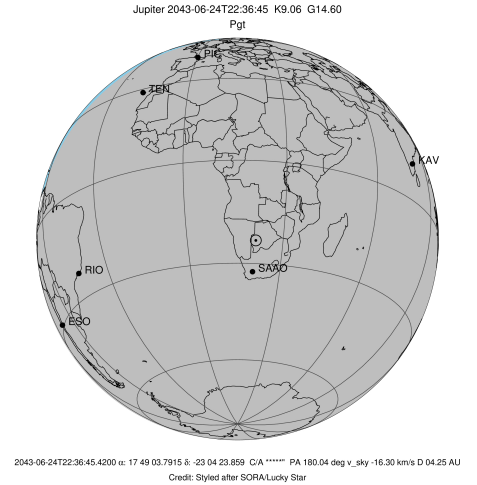 Jupiter 2043-06-24T22:36:45 K9.06 G14.60
Pgt
PIC
TEN
KAV
SAAO
RIO
ESO
2043-06-24T22:36:45.4200 α: 17 49 03.7915 δ: -23 04 23.859 C/A *****" PA 180.04 deg v_sky -16.30 km/s D 04.25 AU
Credit: Styled after SORA/Lucky Star